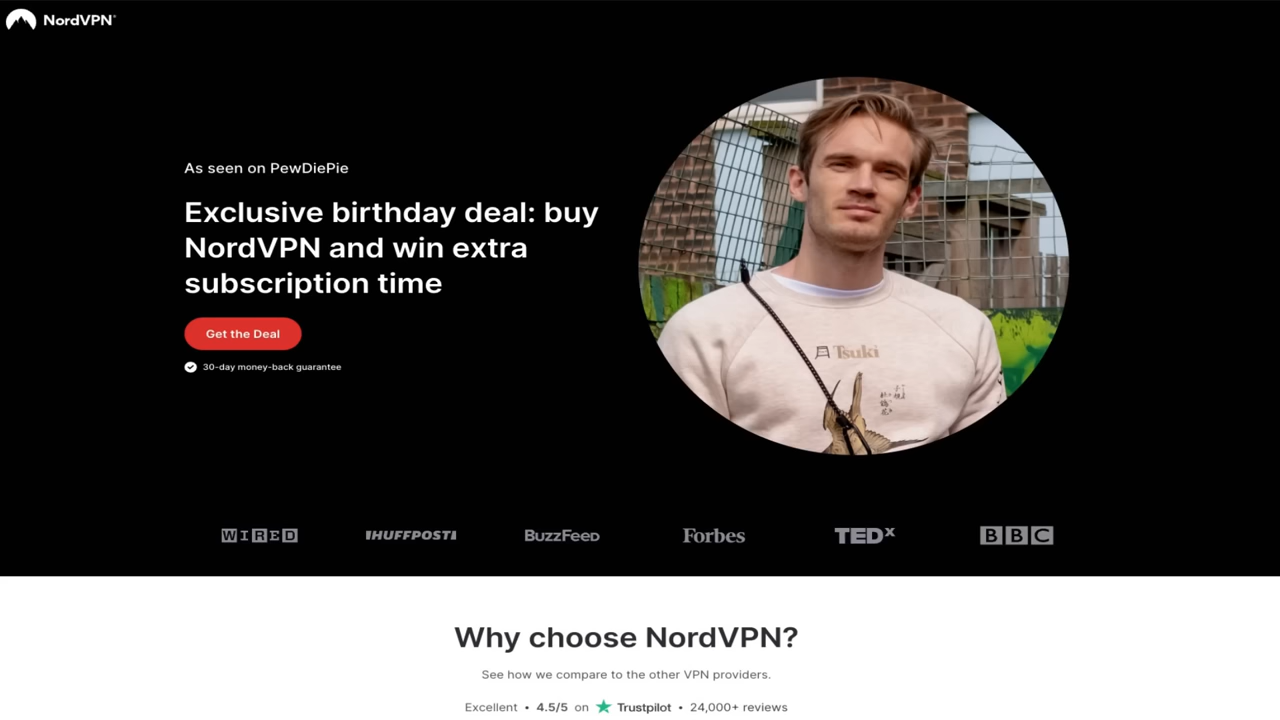 NordVPN®
As seen on PewDiePie
Exclusive birthday deal: buy
NordVPN and win extra
subscription time
Get the Deal
30-day money-back guarantee
Tsuki
WIRED
IHUFFPOSTI
BuzzFeed
Forbes
TEDx
BBC
Why choose NordVPN?
See how we compare to the other VPN providers.
Excellent • 4.5/5 on Trustpilot • 24,000+ reviews